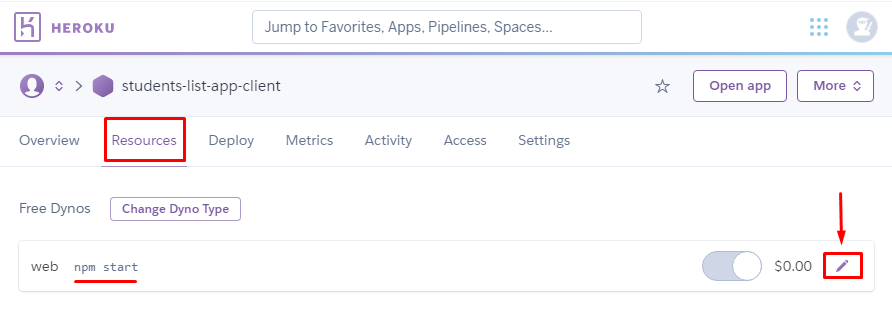 HEROKU
Jump to Favorites, Apps, Pipelines, Spaces...
students-list-app-client
Open app
More
Overview Resources Deploy Metrics Activity Access Settings
Free Dynos Change Dyno Type
web npm start $0.00